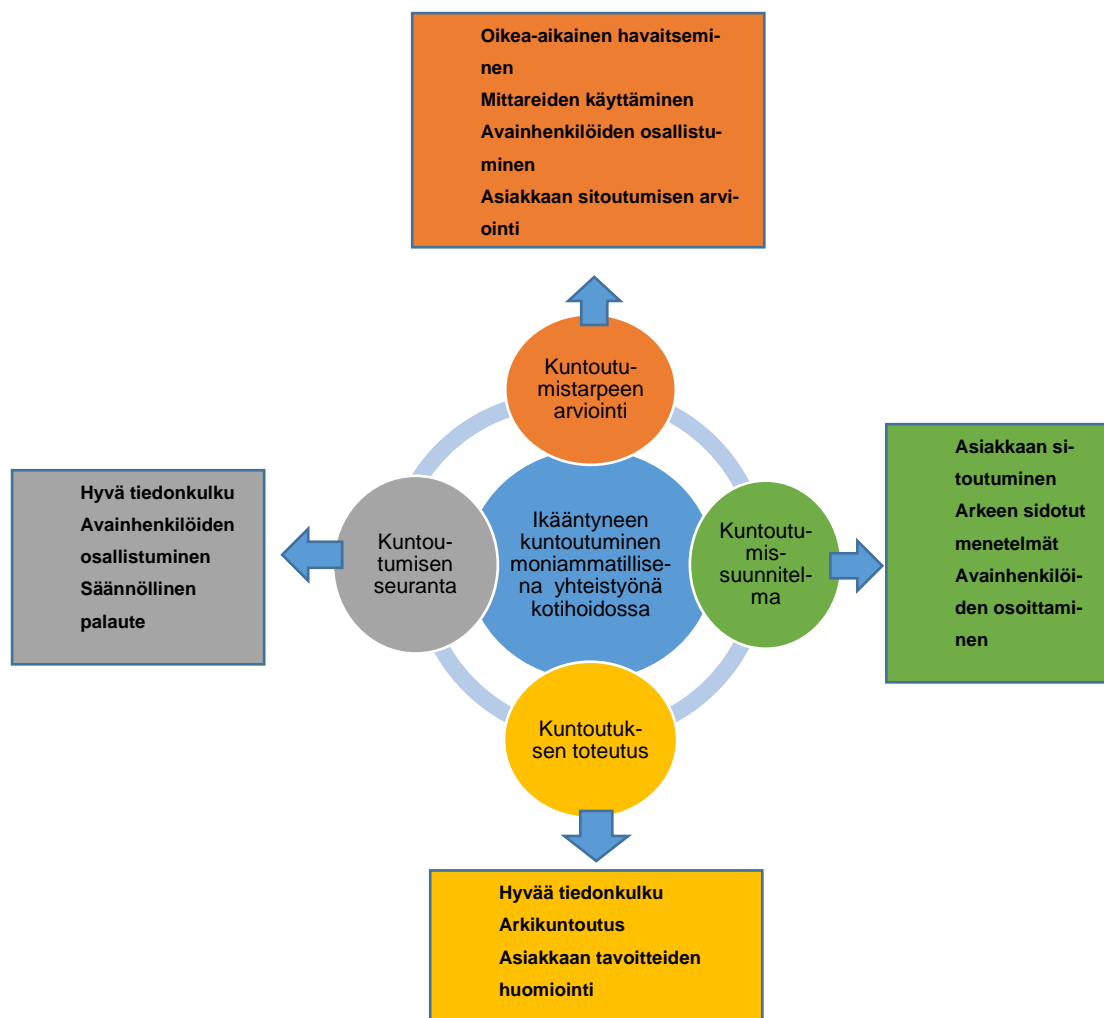 Oikea-aikainen havaitsemi-
nen
Mittareiden käyttäminen
Avainhenkilöiden osallistu-
minen
Asiakkaan sitoutumisen arvi-
ointi
Kuntoutu-
mistarpeen
arviointi
Hyvä tiedonkulku
Avainhenkilöiden
osallistuminen
Säännöllinen
palaute
Kuntou-
tumisen
seuranta
Ikääntyneen
kuntoutuminen
moniammatillise-
na yhteistyönä
kotihoidossa
Kuntoutu-
mis-
suunnitel-
ma
Asiakkaan si-
toutuminen
Arkeen sidotut
menetelmät
Avainhenkilöi-
den osoittami-
nen
Kuntoutuk-
sen toteutus
Hyvää tiedonkulku
Arkikuntoutus
Asiakkaan tavoitteiden
huomiointi